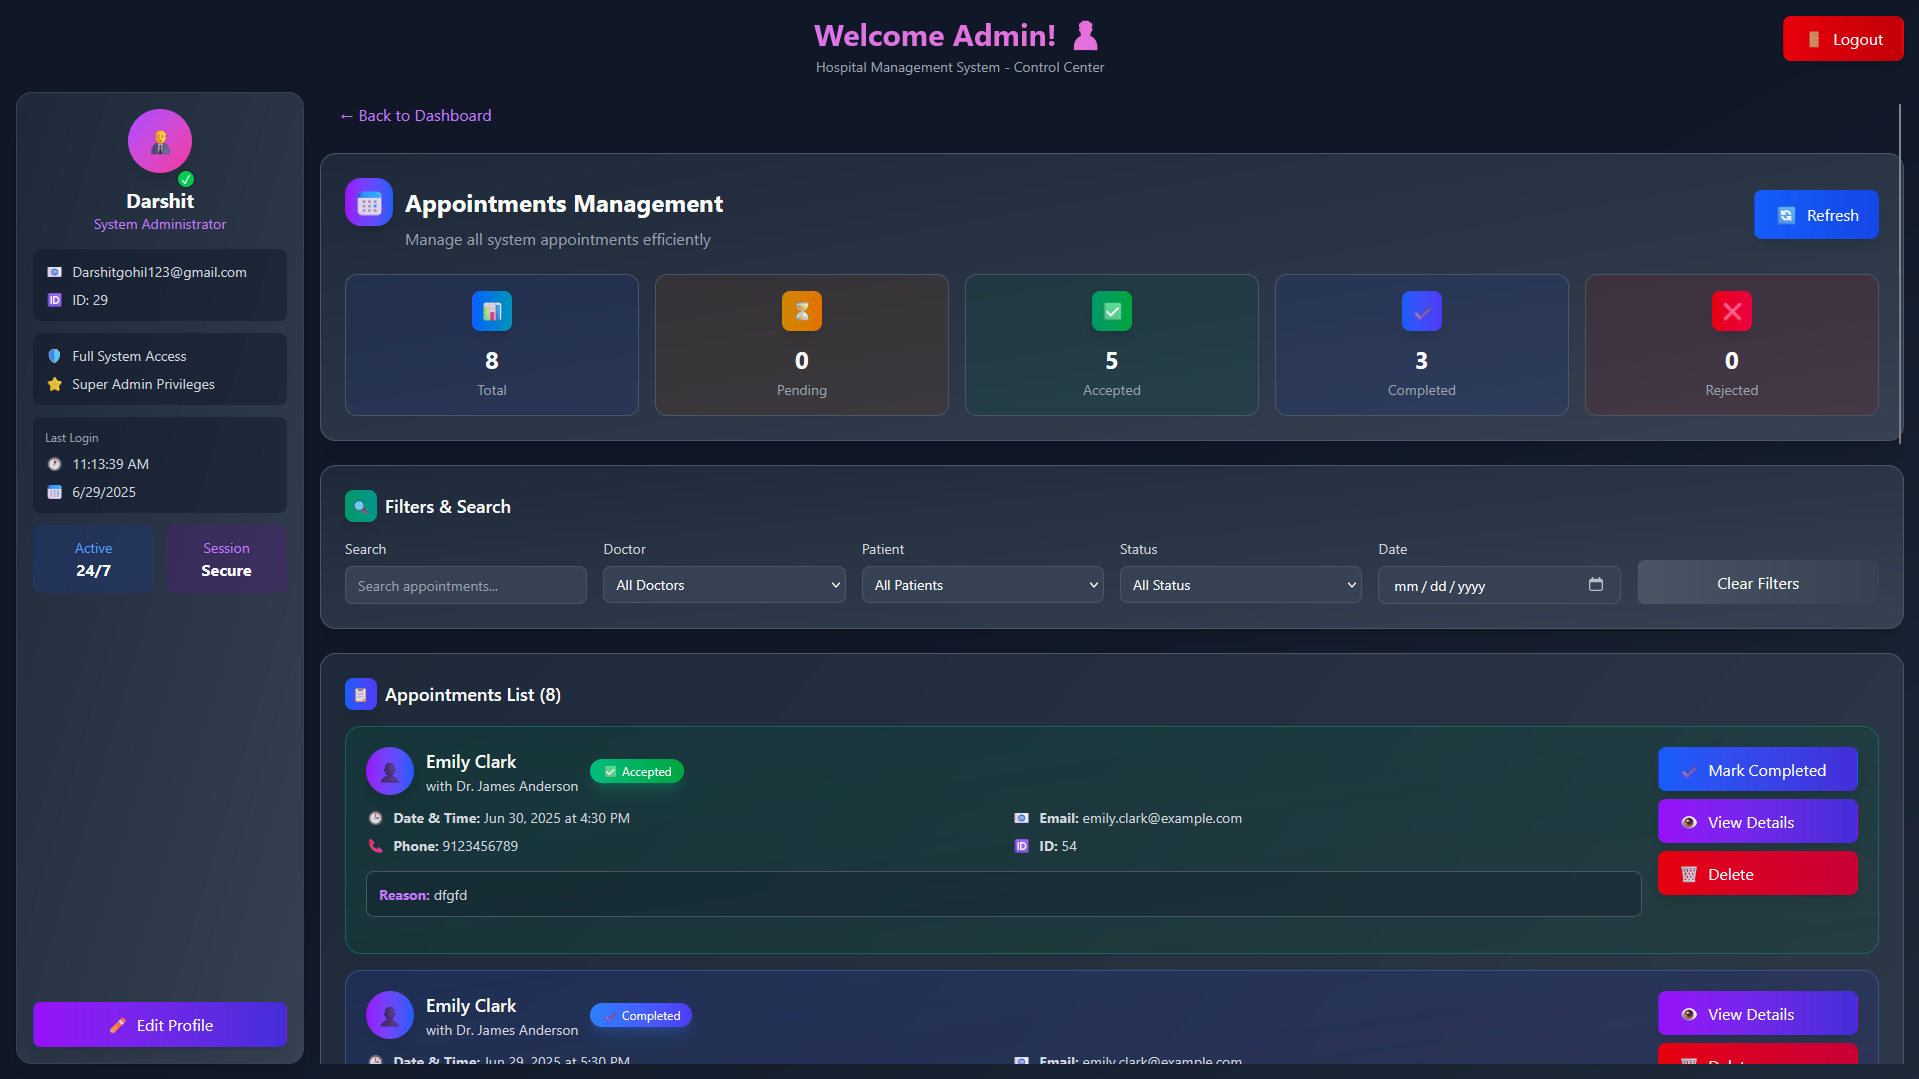 Welcome Admin!
Hospital Management System - Control Center
Logout
Darshit
System Administrator
Darshitgohil123@gmail.com
ID: 29
Full System Access
Super Admin Privileges
Last Login
11:13:39 AM
6/29/2025
Active
24/7
Session
Secure
Edit Profile
← Back to Dashboard
Appointments Management
Manage all system appointments efficiently
Refresh
8
Total
0
Pending
5
Accepted
3
Completed
0
Rejected
Filters & Search
Search
Search appointments...
Doctor
All Doctors
Patient
All Patients
Status
All Status
Date
mm/dd/yyyy
Clear Filters
Appointments List (8)
Emily Clark
with Dr. James Anderson
Accepted
Date & Time: Jun 30, 2025 at 4:30 PM
Email: emily.clark@example.com
Phone: 9123456789
ID: 54
Reason: dfgfd
Mark Completed
View Details
Delete
Emily Clark
with Dr. James Anderson
Completed
Date & Time: Jun 29, 2025 at 5:30 PM
Email: emily.clark@example.com
View Details
Delete